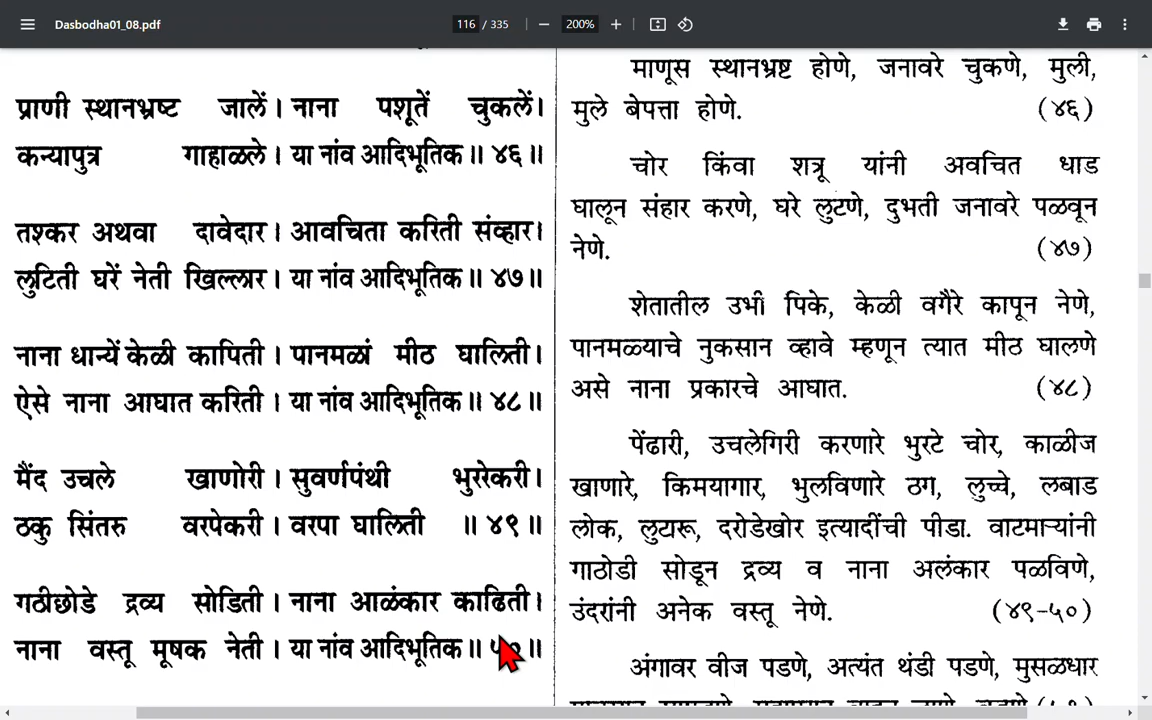 Dasbodha01_08.pdf
116 / 335
200%
प्राणी स्थानभ्रष्ट जालें। नाना पशूतें चुकलें।
कन्यापुत्र गाहाळले। या नांव आदिभूतिक॥ ४६॥
तश्कर अथवा दावेदार। आवचिता करिती संव्हार।
लुटिती घरें नेती खिल्लार। या नांव आदिभूतिक॥ ४७॥
नाना धान्यें केळी कापिती। पानमळां मीठ घालिती।
ऐसे नाना आघात करिती। या नांव आदिभूतिक॥ ४८॥
मैंद उचले खाणोरी। सुवर्णपंथी भुररेकरी।
ठकु सिंतरु वरपेकरी। वरपा घालिती ॥ ४९॥
गठीछोडे द्रव्य सोडिती। नाना आळंकार काढिती।
नाना वस्तू मूषक नेती। या नांव आदिभूतिक॥ ५०॥
माणूस स्थानभ्रष्ट होणे, जनावरे चुकणे, मुली,
मुले बेपत्ता होणे. (४६)
चोर किंवा शत्रू यांनी अवचित धाड
घालून संहार करणे, घरे लुटणे, दुभती जनावरे पळवून
नेणे. (४७)
शेतातील उभी पिके, केळी वगैरे कापून नेणे,
पानमळ्याचे नुकसान व्हावे म्हणून त्यात मीठ घालणे
असे नाना प्रकारचे आघात. (४८)
पेंढारी, उचलेगिरी करणारे भुरटे चोर, काळीज
खाणारे, किमयागार, भुलविणारे ठग, लुच्चे, लबाड
लोक, लुटारू, दरोडेखोर इत्यादींची पीडा. वाटमाऱ्यांनी
गाठोडी सोडून द्रव्य व नाना अलंकार पळविणे,
उंदरांनी अनेक वस्तू नेणे. (४९-५०)
अंगावर वीज पडणे, अत्यंत थंडी पडणे, मुसळधार